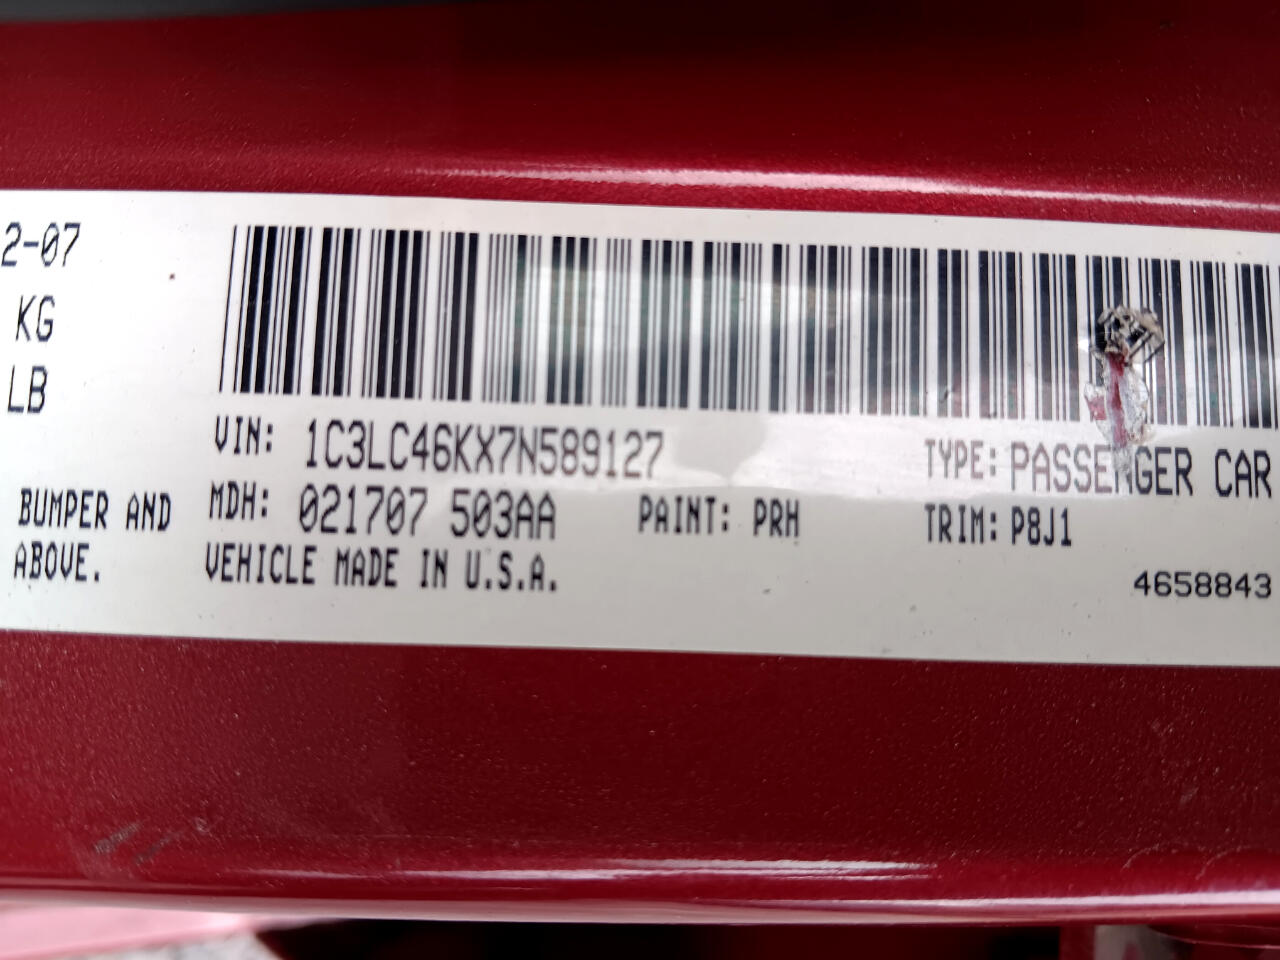 2-07
KG
LB
VIN: 1C3LC46KX7N589127 TYPE: PASSENGER CAR
BUMPER AND MDH: 021707 503AA PAINT: PRH TRIM: P8J1
ABOVE. VEHICLE MADE IN U.S.A.
4658843